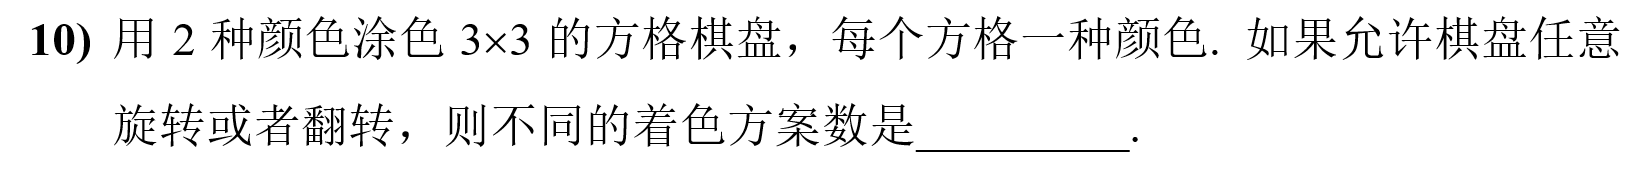 10) 用 2 种颜色涂色 3×3 的方格棋盘，每个方格一种颜色. 如果允许棋盘任意
旋转或者翻转，则不同的着色方案数是__________.